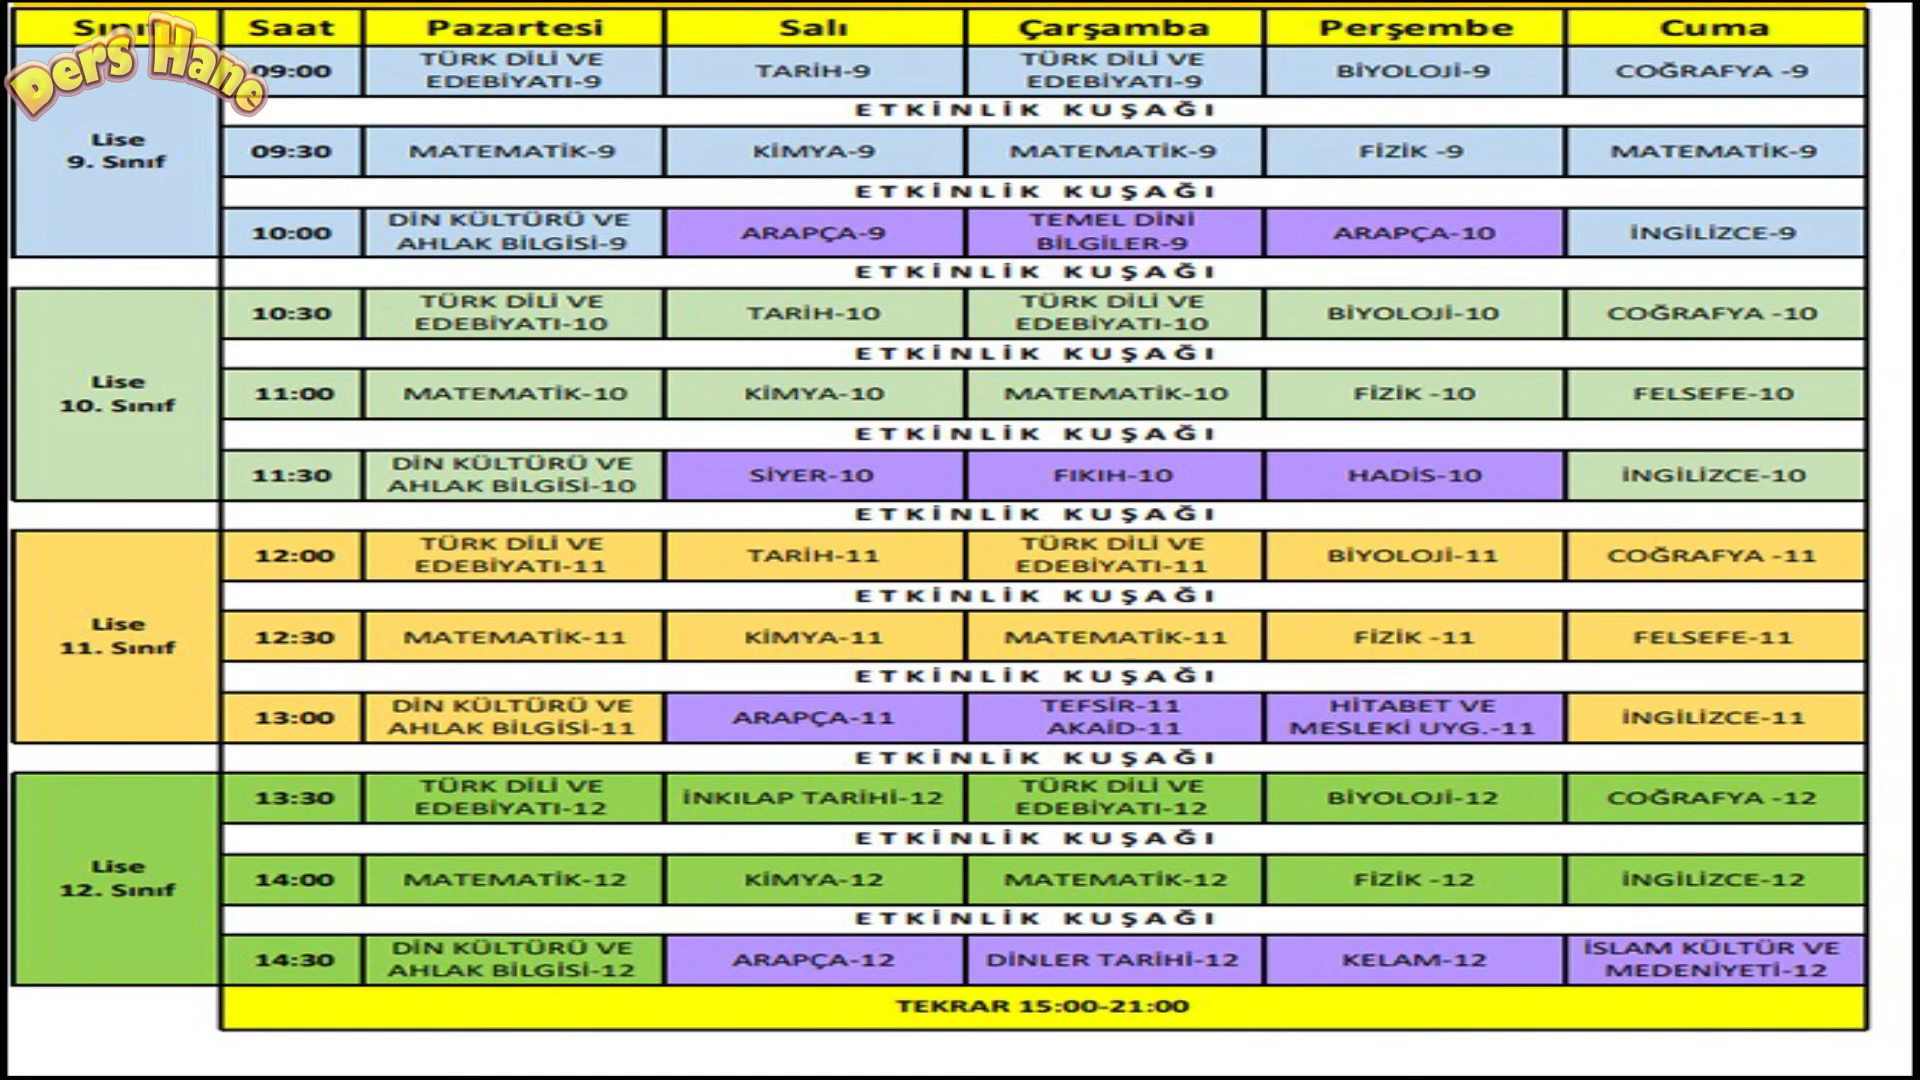 Sınıf Saat Pazartesi Salı Çarşamba Perşembe Cuma
Ders Hane
09:00 TÜRK DİLİ VE EDEBİYATI-9 TARİH-9 TÜRK DİLİ VE EDEBİYATI-9 BİYOLOJİ-9 COĞRAFYA -9
ETKİNLİK KUŞAĞI
Lise
9. Sınıf
09:30 MATEMATİK-9 KİMYA-9 MATEMATİK-9 FİZİK -9 MATEMATİK-9
ETKİNLİK KUŞAĞI
10:00 DİN KÜLTÜRÜ VE AHLAK BİLGİSİ-9 ARAPÇA-9 TEMEL DİNİ BİLGİLER-9 ARAPÇA-10 İNGİLİZCE-9
ETKİNLİK KUŞAĞI
10:30 TÜRK DİLİ VE EDEBİYATI-10 TARİH-10 TÜRK DİLİ VE EDEBİYATI-10 BİYOLOJİ-10 COĞRAFYA -10
ETKİNLİK KUŞAĞI
Lise
10. Sınıf
11:00 MATEMATİK-10 KİMYA-10 MATEMATİK-10 FİZİK -10 FELSEFE-10
ETKİNLİK KUŞAĞI
11:30 DİN KÜLTÜRÜ VE AHLAK BİLGİSİ-10 SİYER-10 FIKIH-10 HADİS-10 İNGİLİZCE-10
ETKİNLİK KUŞAĞI
12:00 TÜRK DİLİ VE EDEBİYATI-11 TARİH-11 TÜRK DİLİ VE EDEBİYATI-11 BİYOLOJİ-11 COĞRAFYA -11
ETKİNLİK KUŞAĞI
Lise
11. Sınıf
12:30 MATEMATİK-11 KİMYA-11 MATEMATİK-11 FİZİK -11 FELSEFE-11
ETKİNLİK KUŞAĞI
13:00 DİN KÜLTÜRÜ VE AHLAK BİLGİSİ-11 ARAPÇA-11 TEFSİR-11 AKAİD-11 HİTABET VE MESLEKİ UYG.-11 İNGİLİZCE-11
ETKİNLİK KUŞAĞI
13:30 TÜRK DİLİ VE EDEBİYATI-12 İNKILAP TARİHİ-12 TÜRK DİLİ VE EDEBİYATI-12 BİYOLOJİ-12 COĞRAFYA -12
ETKİNLİK KUŞAĞI
Lise
12. Sınıf
14:00 MATEMATİK-12 KİMYA-12 MATEMATİK-12 FİZİK -12 İNGİLİZCE-12
ETKİNLİK KUŞAĞI
14:30 DİN KÜLTÜRÜ VE AHLAK BİLGİSİ-12 ARAPÇA-12 DİNLER TARİHİ-12 KELAM-12 İSLAM KÜLTÜR VE MEDENİYETİ-12
TEKRAR 15:00-21:00